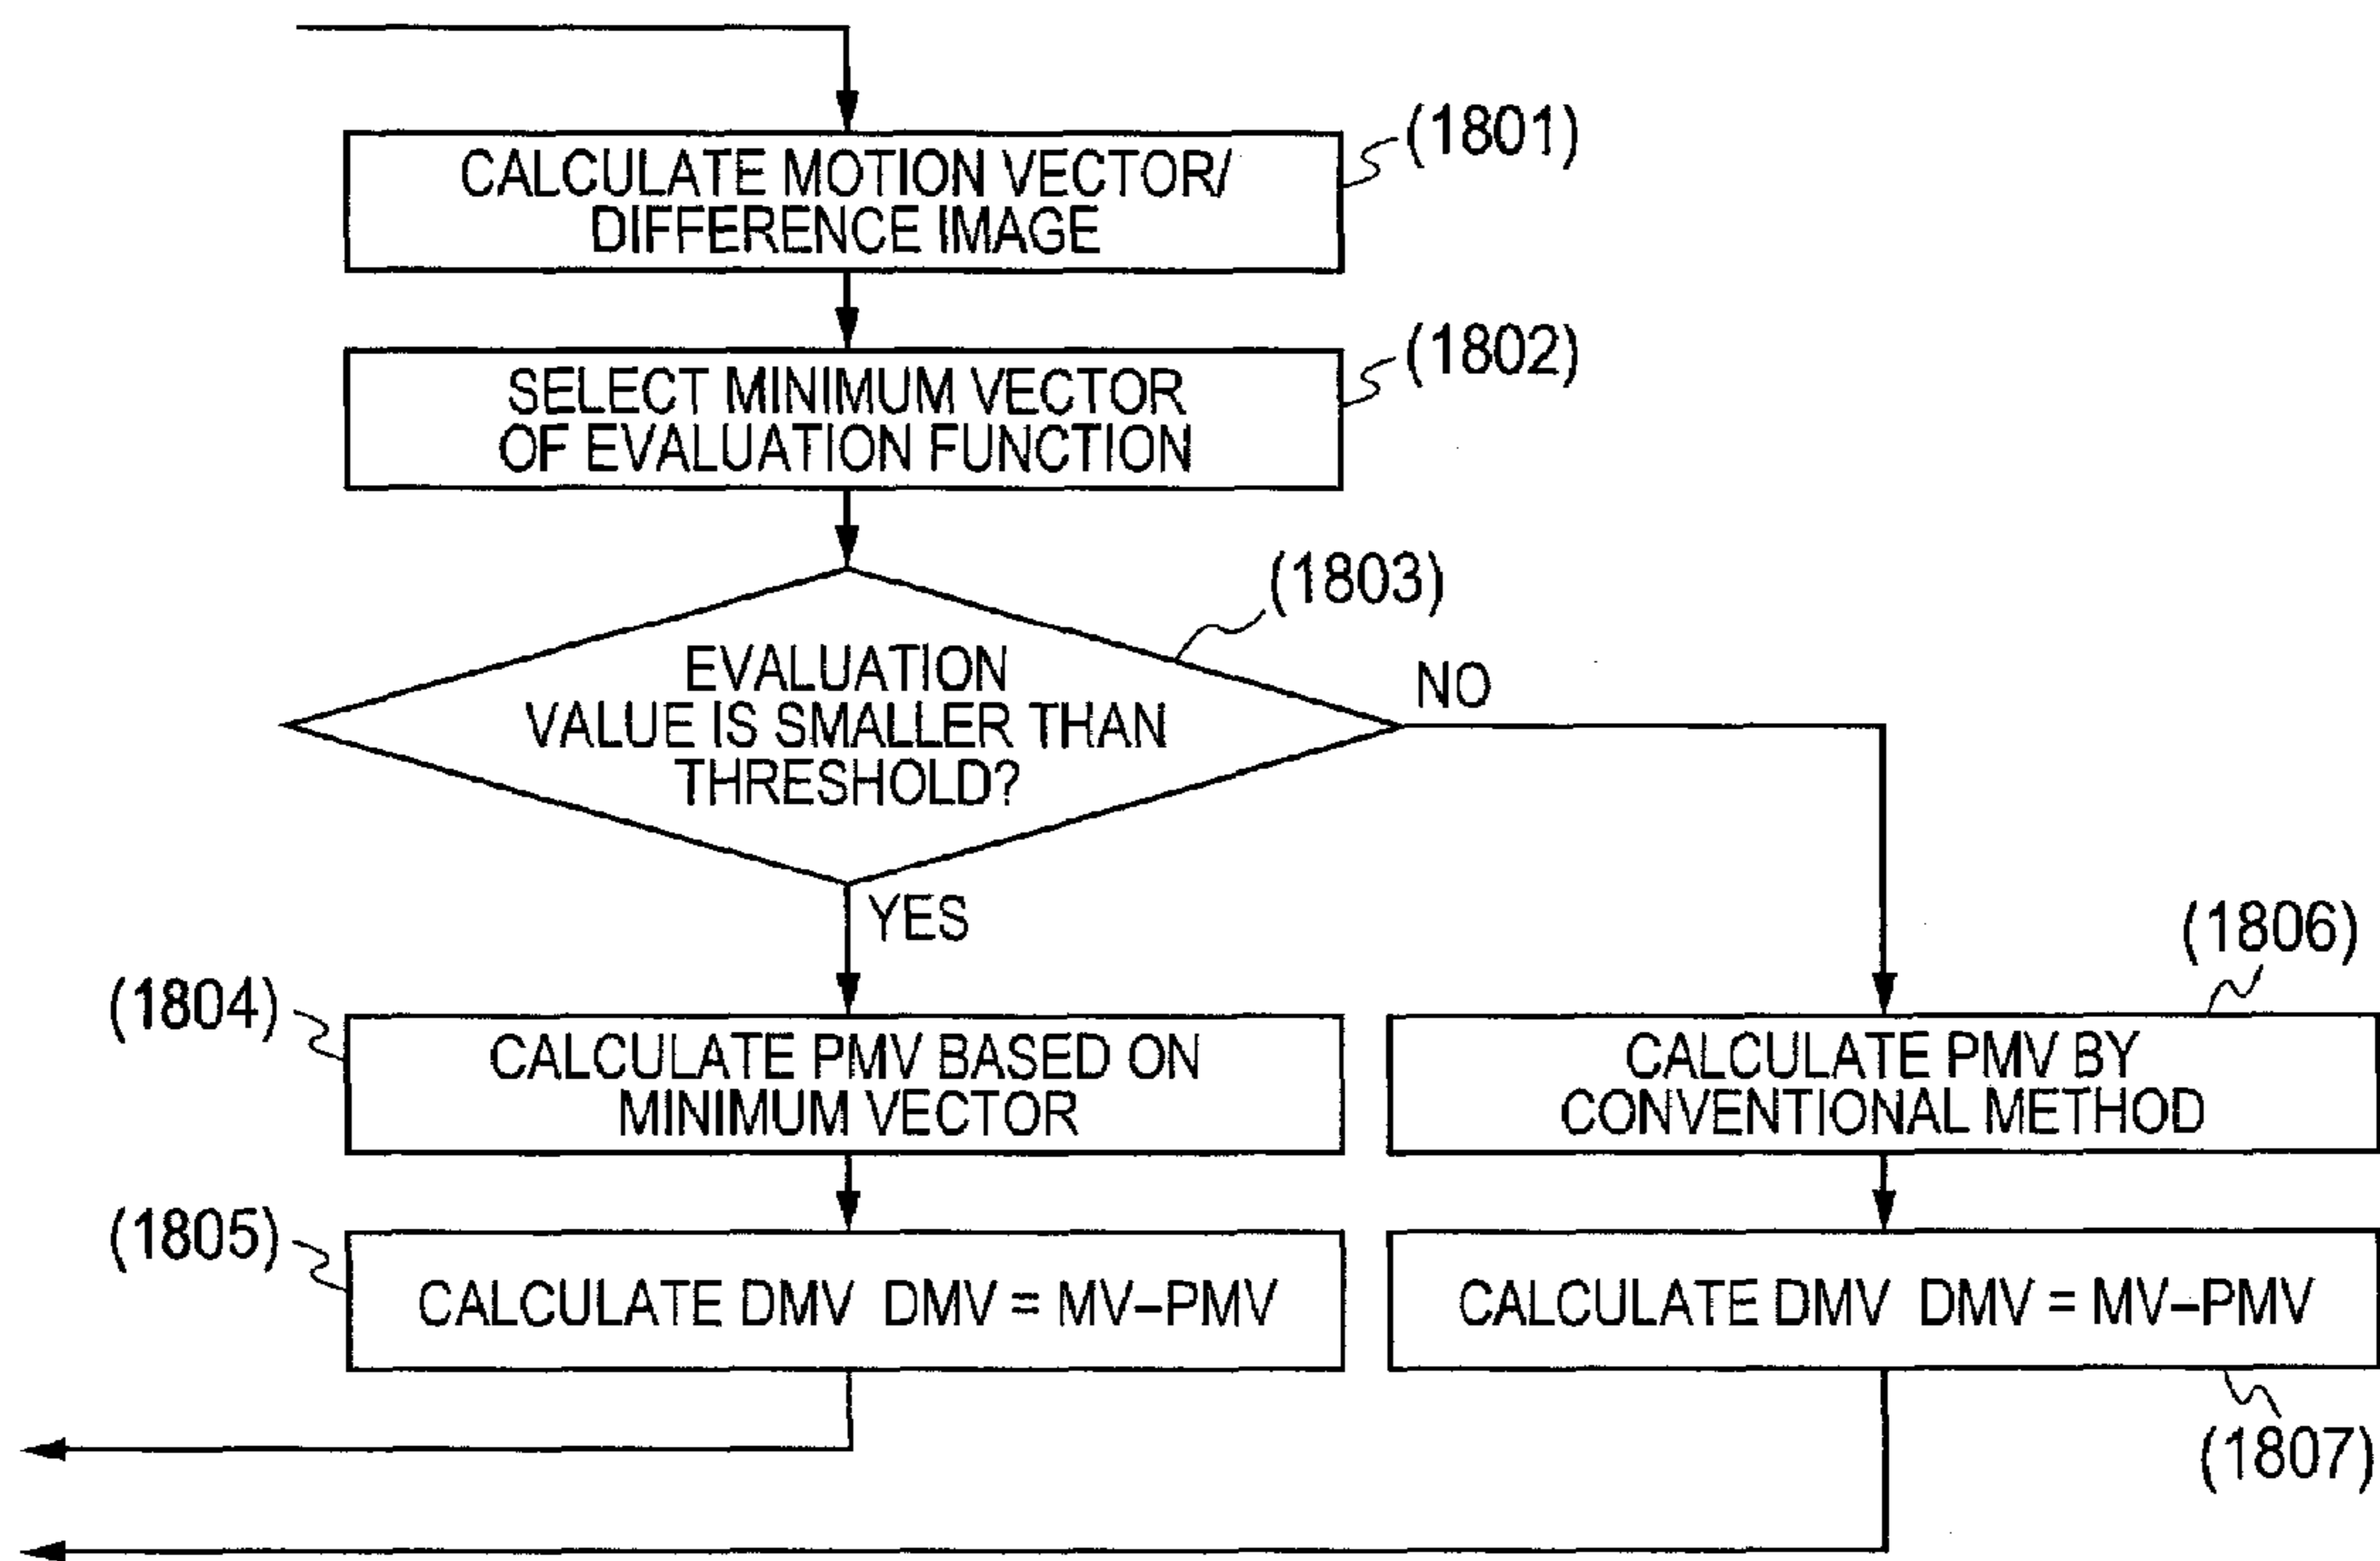 (1801)
CALCULATE MOTION VECTOR/
DIFFERENCE IMAGE
(1802)
SELECT MINIMUM VECTOR
OF EVALUATION FUNCTION
(1803)
EVALUATION
VALUE IS SMALLER THAN
THRESHOLD?
NO
YES
(1804)
CALCULATE PMV BASED ON
MINIMUM VECTOR
(1806)
CALCULATE PMV BY
CONVENTIONAL METHOD
(1805)
CALCULATE DMV DMV = MV–PMV
CALCULATE DMV DMV = MV–PMV
(1807)